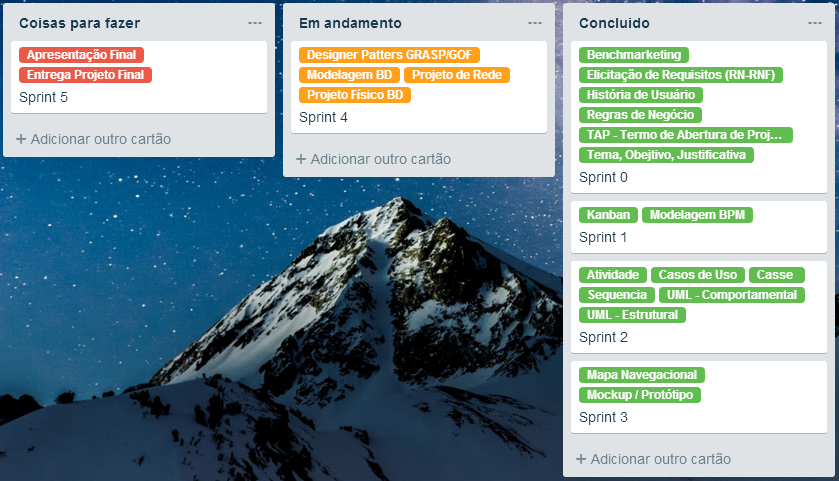 Coisas para fazer
Apresentação Final
Entrega Projeto Final
Sprint 5
+ Adicionar outro cartão
Em andamento
Designer Patters GRASP/GOF
Modelagem BD Projeto de Rede
Projeto Físico BD
Sprint 4
+ Adicionar outro cartão
Concluido
Benchmarketing
Elicitação de Requisitos (RN-RNF)
História de Usuário
Regras de Negócio
TAP - Termo de Abertura de Proj...
Tema, Obejtivo, Justificativa
Sprint 0
Kanban Modelagem BPM
Sprint 1
Atividade Casos de Uso Casse
Sequencia UML - Comportamental
UML - Estrutural
Sprint 2
Mapa Navegacional
Mockup / Protótipo
Sprint 3
+ Adicionar outro cartão